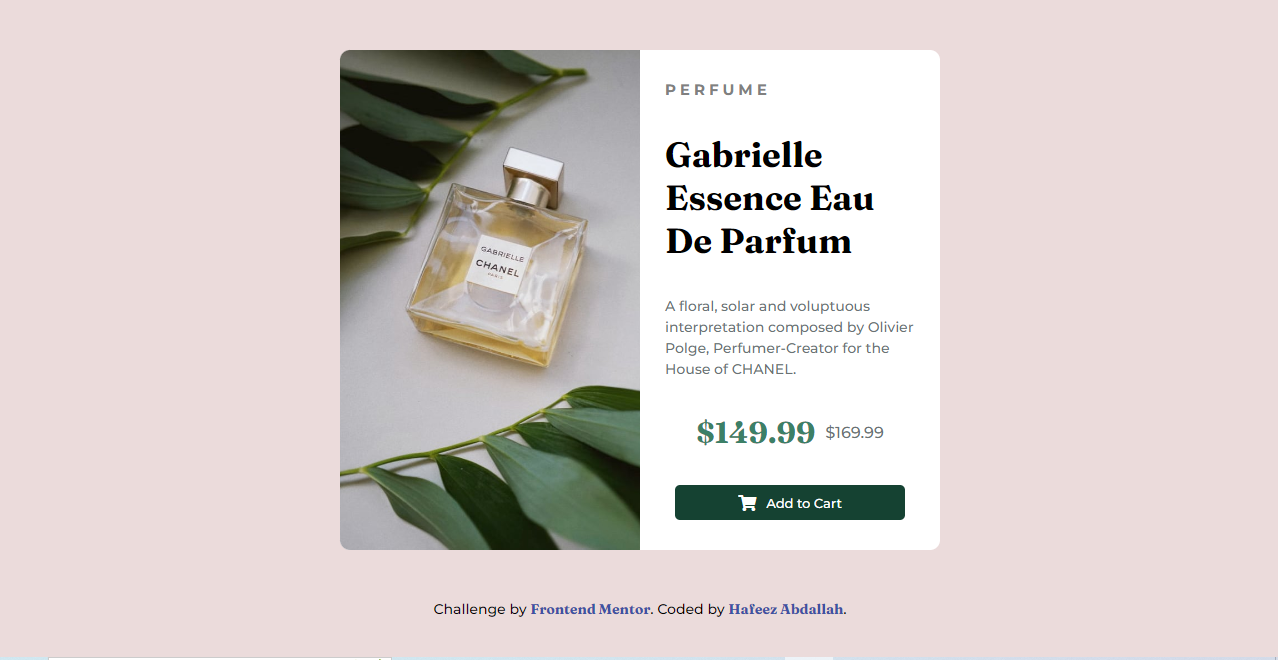 PERFUME
Gabrielle
Essence Eau
De Parfum
GABRIELLE
CHANEL
PARIS
A floral, solar and voluptuous
interpretation composed by Olivier
Polge, Perfumer-Creator for the
House of CHANEL.
$149.99 $169.99
Add to Cart
Challenge by Frontend Mentor. Coded by Hafeez Abdallah.